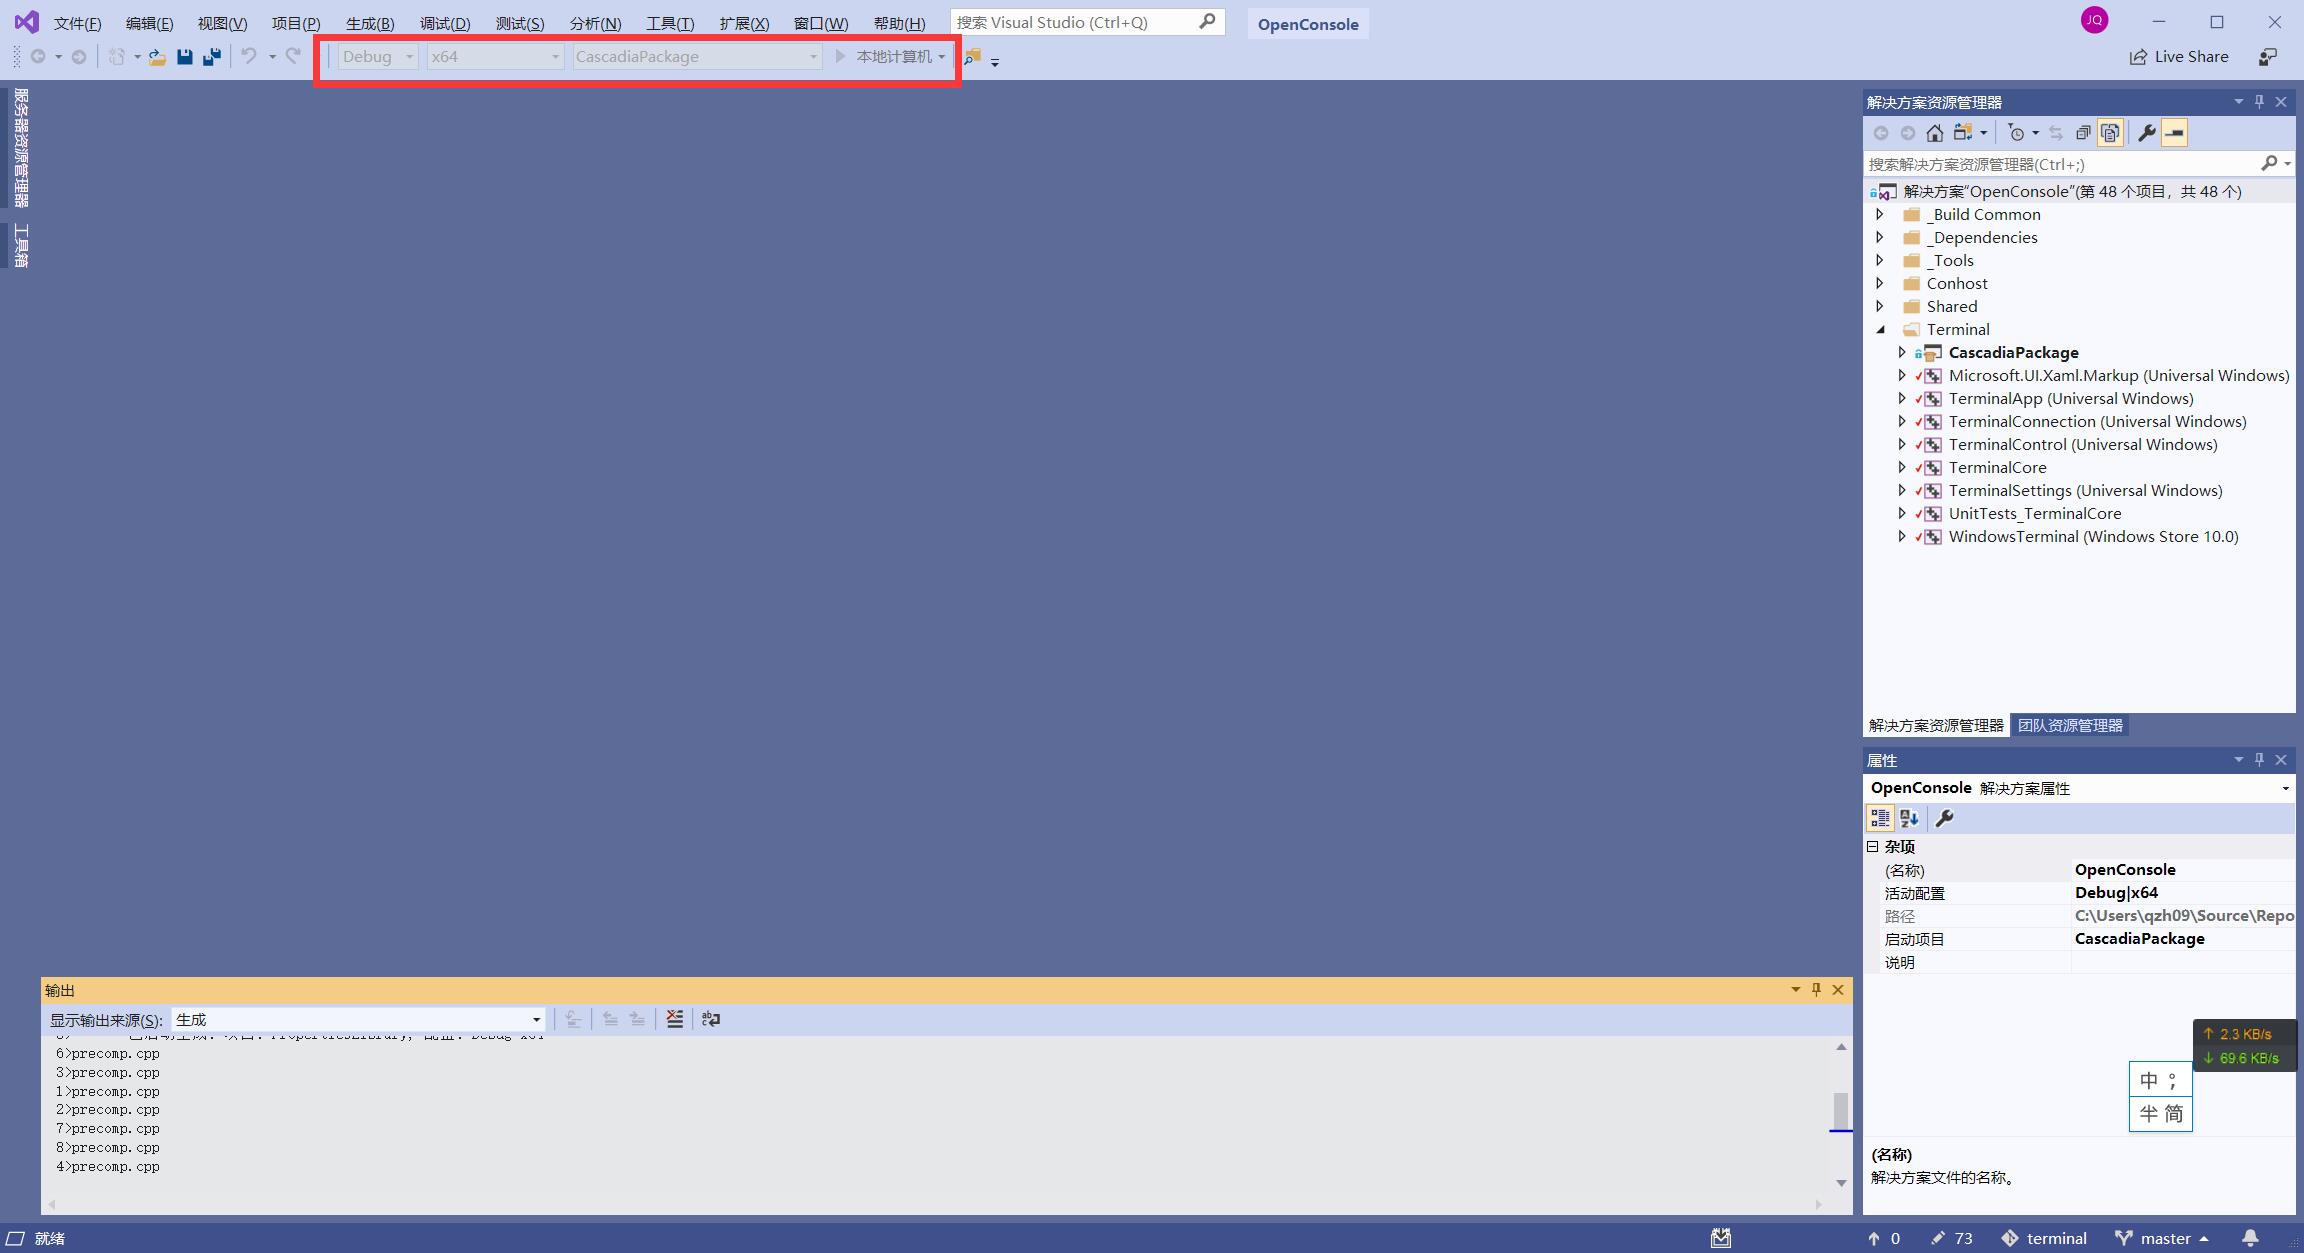 文件(F) 编辑(E) 视图(V) 项目(P) 生成(B) 调试(D) 测试(S) 分析(N) 工具(T) 扩展(X) 窗口(W) 帮助(H) 搜索 Visual Studio (Ctrl+Q) OpenConsole JQ
Debug x64 CascadiaPackage 本地计算机 Live Share
服务器资源管理器
工具箱
解决方案资源管理器
搜索解决方案资源管理器(Ctrl+;)
解决方案“OpenConsole”(第 48 个项目，共 48 个)
_Build Common
_Dependencies
_Tools
Conhost
Shared
Terminal
CascadiaPackage
Microsoft.UI.Xaml.Markup (Universal Windows)
TerminalApp (Universal Windows)
TerminalConnection (Universal Windows)
TerminalControl (Universal Windows)
TerminalCore
TerminalSettings (Universal Windows)
UnitTests_TerminalCore
WindowsTerminal (Windows Store 10.0)
解决方案资源管理器 团队资源管理器
属性
OpenConsole 解决方案属性
杂项
(名称) OpenConsole
活动配置 Debug|x64
路径 C:\Users\qzh09\Source\Repo
启动项目 CascadiaPackage
说明
(名称)
解决方案文件的名称。
↑ 2.3 KB/s
↓ 69.6 KB/s
中 ；
半 简
输出
显示输出来源(S): 生成
6>precomp.cpp
3>precomp.cpp
1>precomp.cpp
2>precomp.cpp
7>precomp.cpp
8>precomp.cpp
4>precomp.cpp
就绪 0 73 terminal master